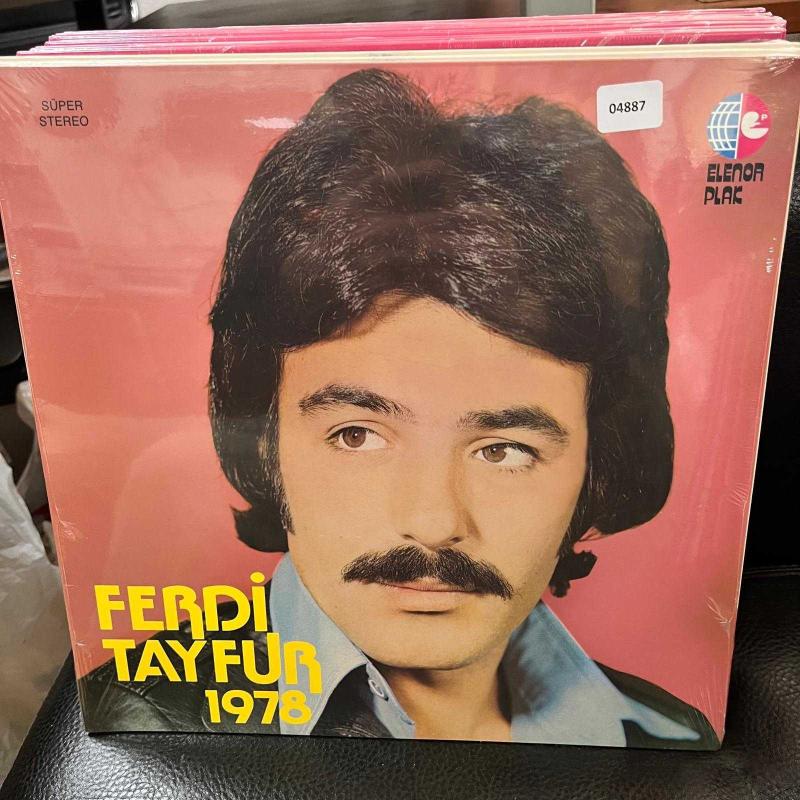 SÜPER
STEREO
04887
P
ELENOR
PLAK
FERDİ
TAYFUR
1978